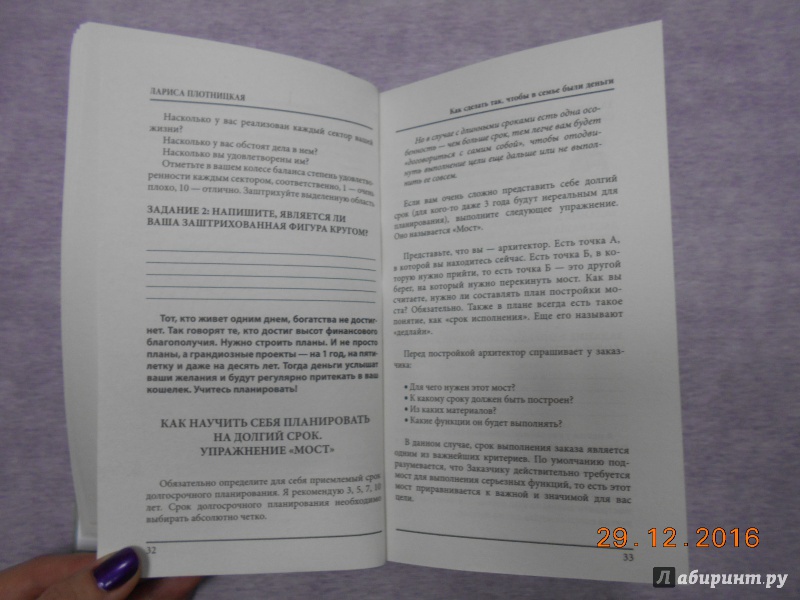 ЛАРИСА ПЛОТНИЦКАЯ
Насколько у вас реализован каждый сектор вашей
жизни?
Насколько у вас обстоят дела в нем?
Насколько вы удовлетворены им?
Отметьте в вашем колесе баланса степень удовлетво-
ренности каждым сектором, соответственно, 1 — очень
плохо, 10 — отлично. Заштрихуйте выделенную область
ЗАДАНИЕ 2: НАПИШИТЕ, ЯВЛЯЕТСЯ ЛИ
ВАША ЗАШТРИХОВАННАЯ ФИГУРА КРУГОМ?
Тот, кто живет одним днем, богатства не достиг-
нет. Так говорят те, кто достиг высот финансового
благополучия. Нужно строить планы. И не просто
планы, а грандиозные проекты — на 1 год, на пяти-
летку и даже на десять лет. Тогда деньги услышат
ваши желания и будут регулярно притекать в ваш
кошелек. Учитесь планировать!
КАК НАУЧИТЬ СЕБЯ ПЛАНИРОВАТЬ
НА ДОЛГИЙ СРОК.
УПРАЖНЕНИЕ «МОСТ»
Обязательно определите для себя приемлемый срок
долгосрочного планирования. Я рекомендую 3, 5, 7, 10
лет. Срок долгосрочного планирования необходимо
выбирать абсолютно четко.
32
Как сделать так, чтобы в семье были деньги
Но в случае с длинными сроками есть одна осо-
бенность — чем больше срок, тем легче вам будет
«договориться с самим собой», чтобы отодви-
нуть выполнение цели еще дальше или не выпол-
нить ее совсем.
Если вам очень сложно представить себе долгий
срок (для кого-то даже 3 года будут нереальным для
планирования), выполните следующее упражнение.
Оно называется «Мост».
Представьте, что вы — архитектор. Есть точка А,
в которой вы находитесь сейчас. Есть точка Б, в ко-
торую нужно прийти, то есть точка Б — это другой
берег, на который нужно перекинуть мост. Как вы
считаете, нужно ли составлять план постройки мо-
ста? Обязательно. Также в плане всегда есть такое
понятие, как «срок исполнения». Еще его называют
«дедлайн».
Перед постройкой архитектор спрашивает у заказ-
чика:
• Для чего нужен этот мост?
• К какому сроку должен быть построен?
• Из каких материалов?
• Какие функции он будет выполнять?
В данном случае, срок выполнения заказа является
одним из важнейших критериев. По умолчанию под-
разумевается, что Заказчику действительно требуется
мост для выполнения серьезных функций, то есть этот
мост приравнивается к важной и значимой для вас
цели.
33
29.12.2016
Лабиринт.ру